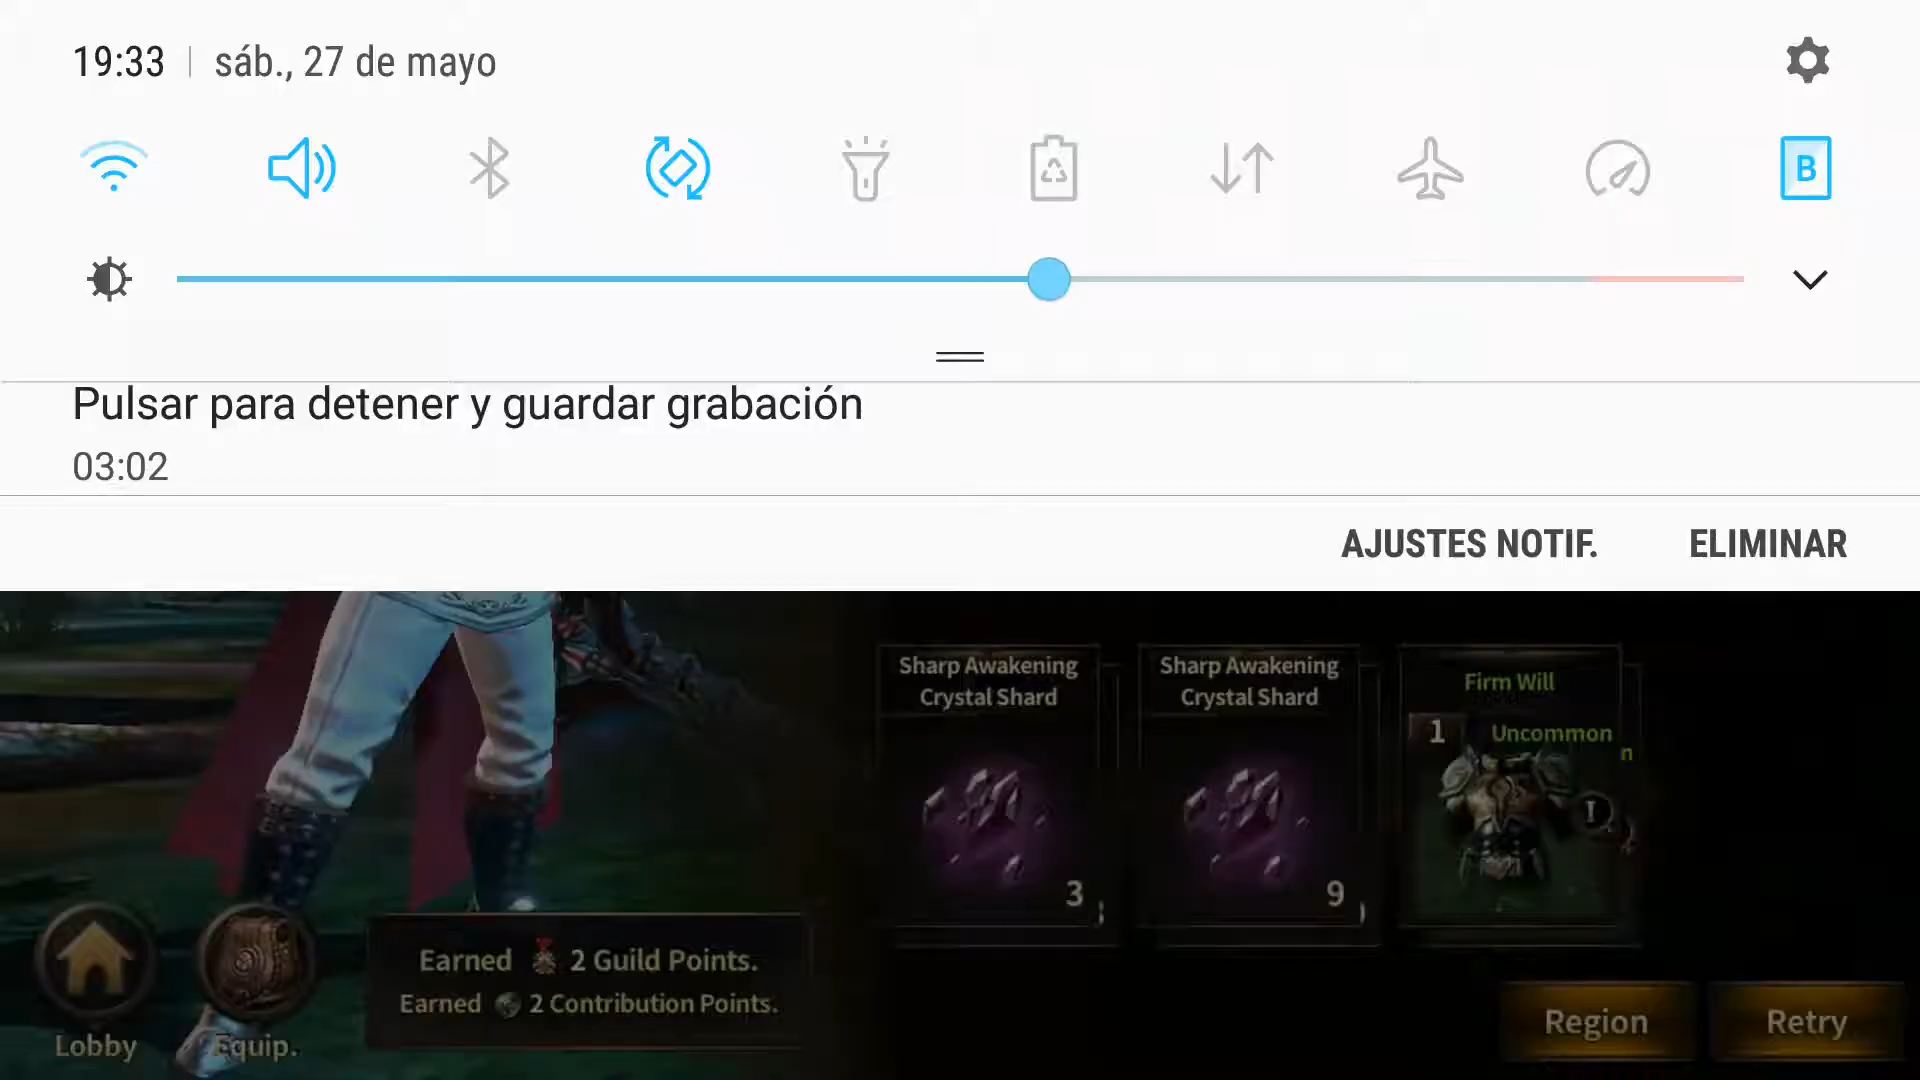 19:33 | sáb., 27 de mayo
B
Pulsar para detener y guardar grabación
03:02
AJUSTES NOTIF. ELIMINAR
Sharp Awakening
Crystal Shard
3
Sharp Awakening
Crystal Shard
9
Firm Will
1
Uncommon
n
I
Earned 2 Guild Points.
Earned 2 Contribution Points.
Lobby
Equip.
Region
Retry